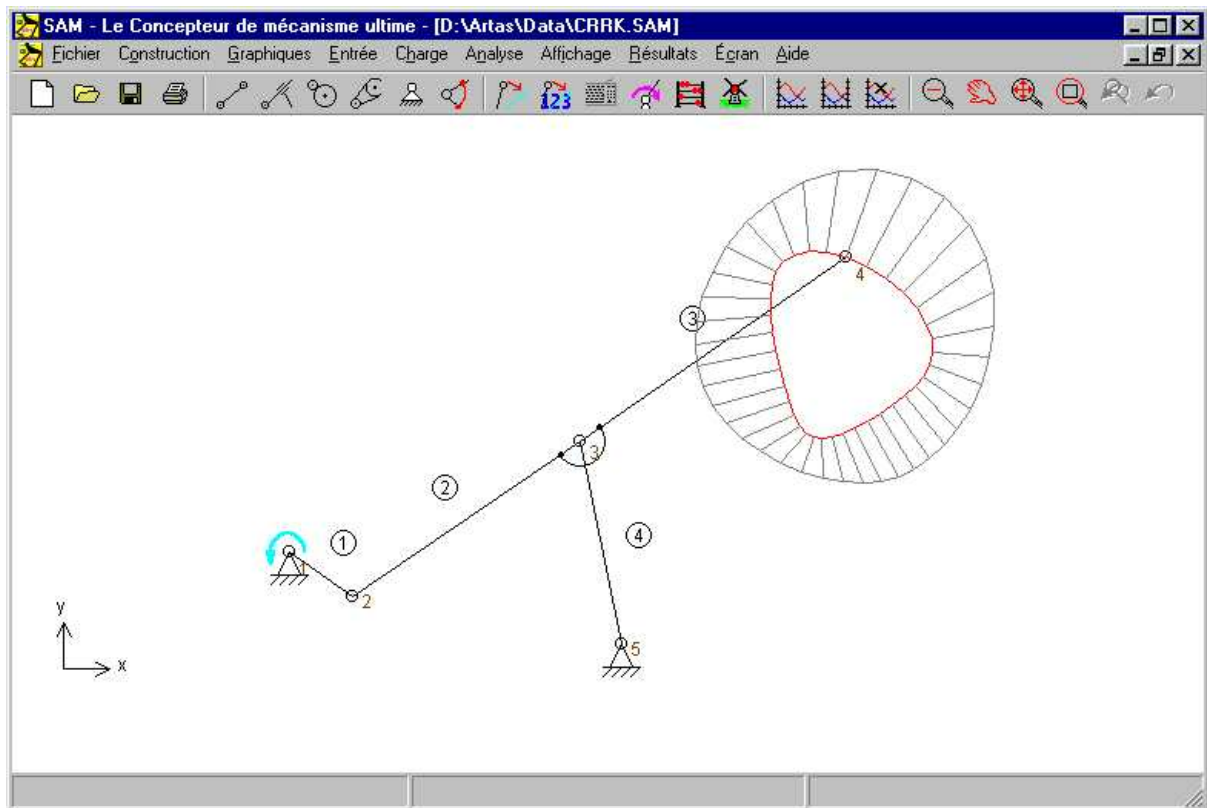 SAM - Le Concepteur de mécanisme ultime - [D:\Artas\Data\CRRK.SAM]
Fichier Construction Graphiques Entrée Charge Analyse Affichage Résultats Écran Aide
123
4
3
3
2
4
1
1
2
5
y
x